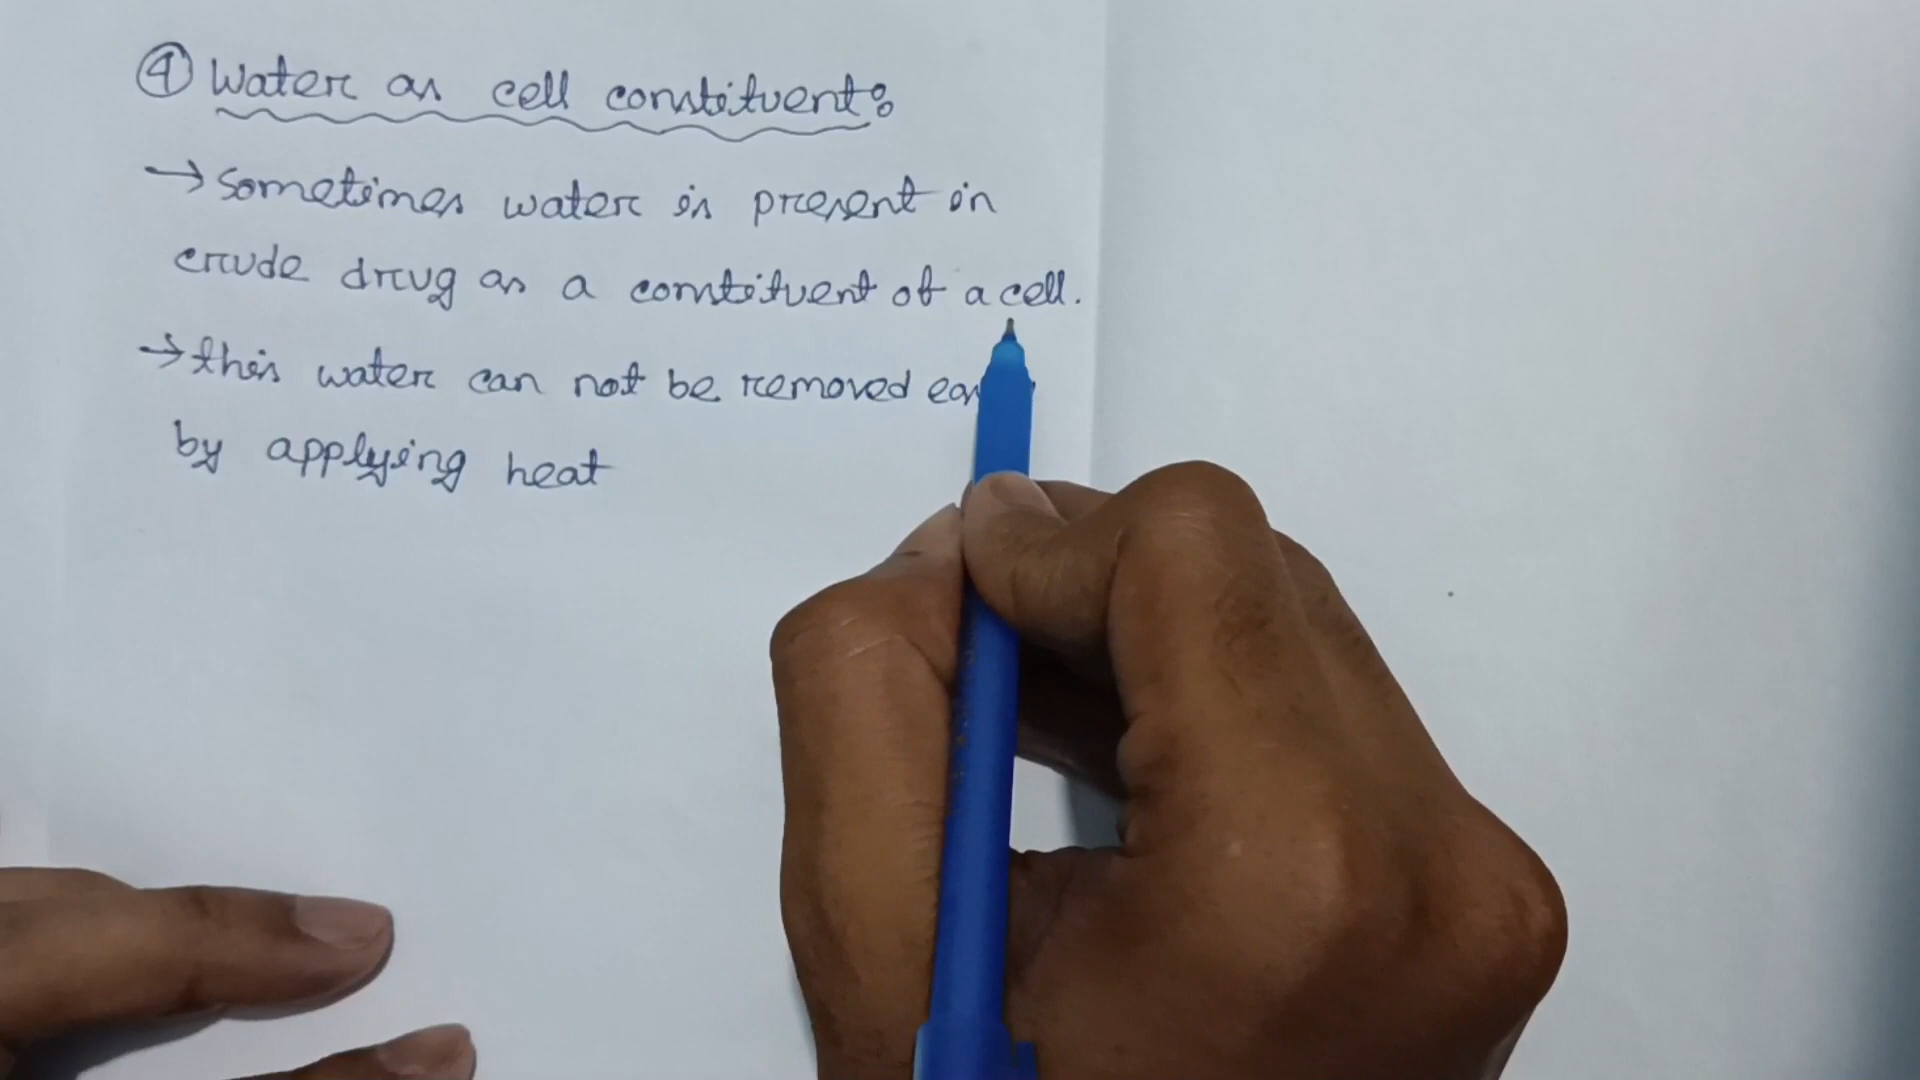 ④ Water as cell constituent:
→ Sometimes water is present in
crude drug as a constituent of a cell.
→ this water can not be removed
by applying heat